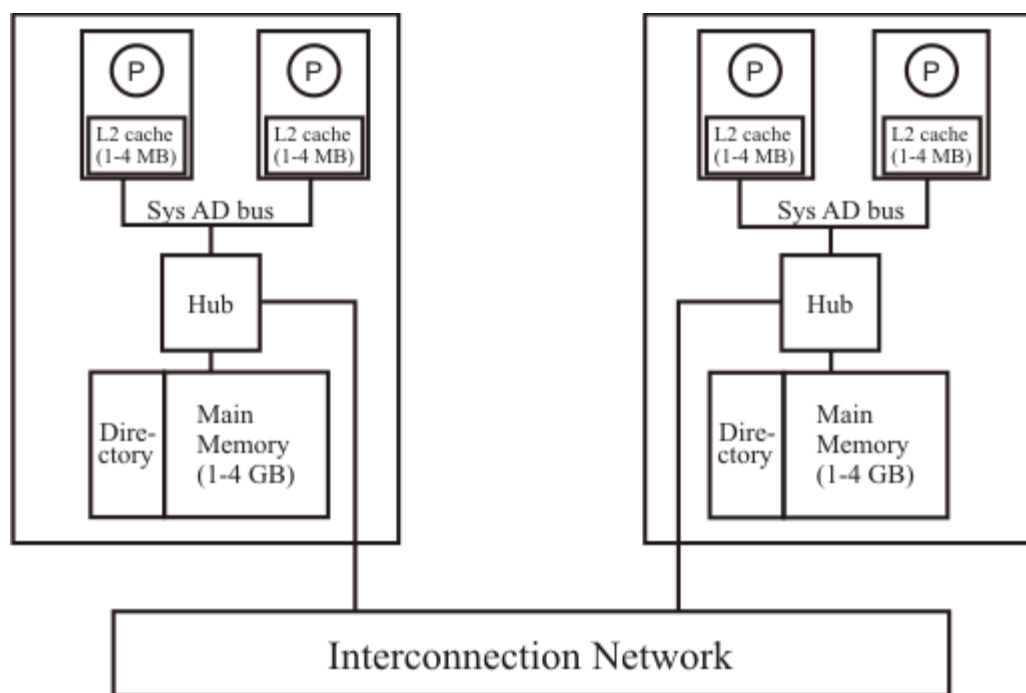 P
P
L2 cache
(1-4 MB)
L2 cache
(1-4 MB)
Sys AD bus
Hub
Dire-
ctory
Main
Memory
(1-4 GB)
P
P
L2 cache
(1-4 MB)
L2 cache
(1-4 MB)
Sys AD bus
Hub
Dire-
ctory
Main
Memory
(1-4 GB)
Interconnection Network